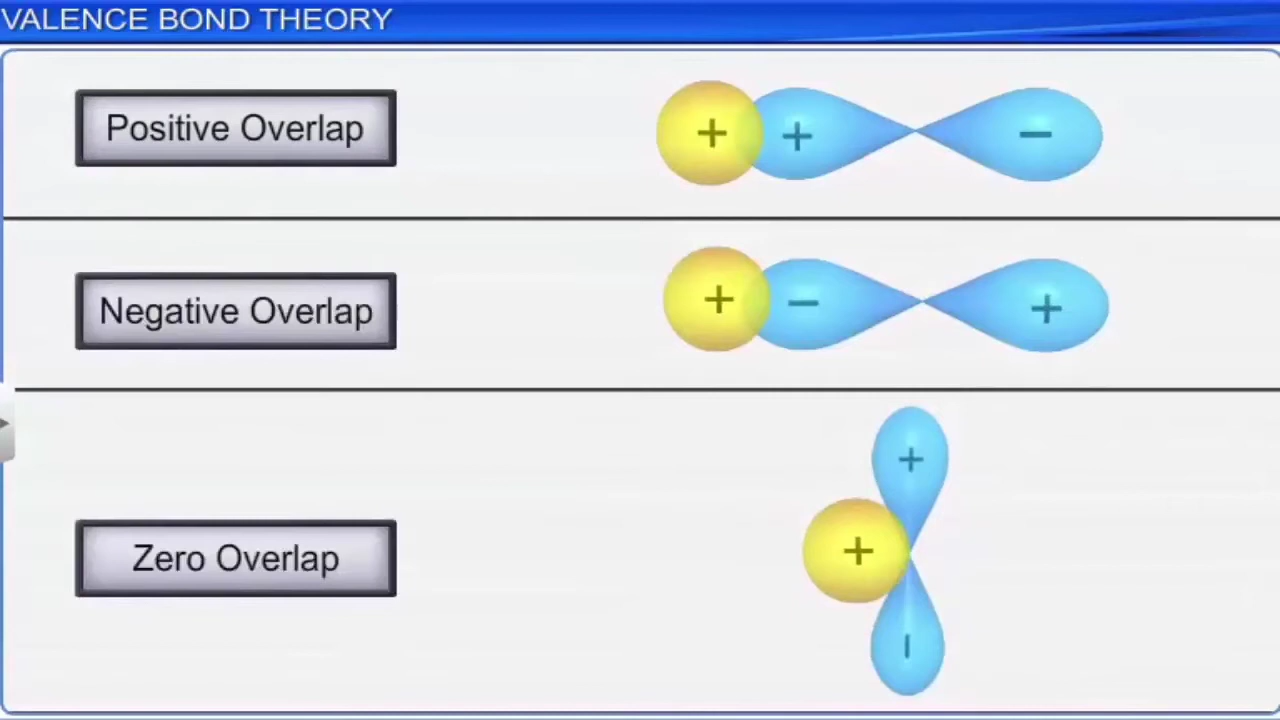 VALENCE BOND THEORY
Positive Overlap
+ + −
Negative Overlap
+ − +
+
Zero Overlap
+
−